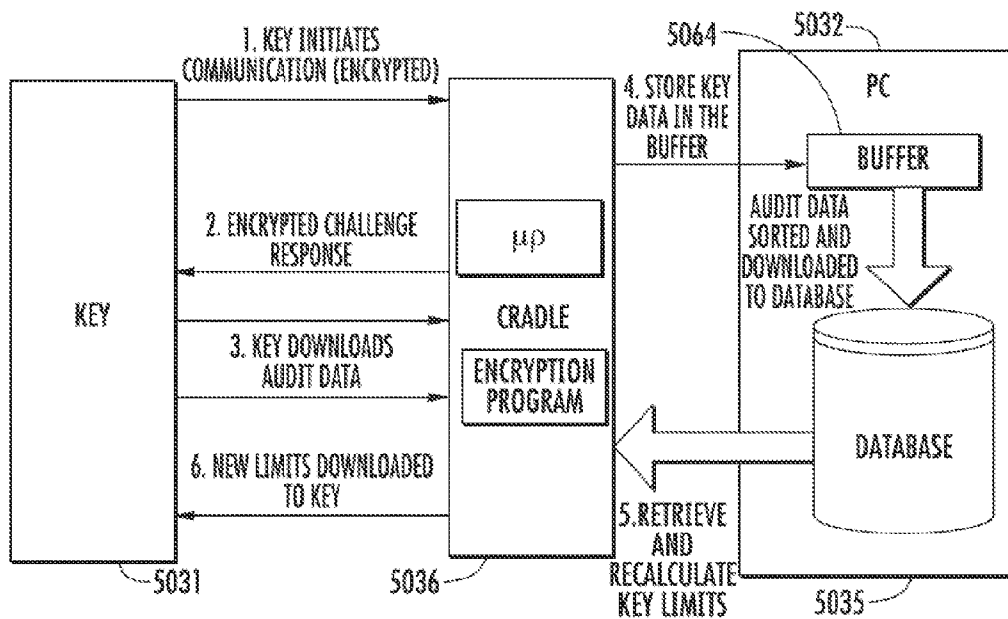 5064
5032
1. KEY INITIATES
COMMUNICATION (ENCRYPTED)
4. STORE KEY
DATA IN THE
BUFFER
PC
BUFFER
2. ENCRYPTED CHALLENGE
RESPONSE
μρ
AUDIT DATA
SORTED AND
DOWNLOADED
TO DATABASE
KEY
CRADLE
3. KEY DOWNLOADS
AUDIT DATA
ENCRYPTION
PROGRAM
DATABASE
6. NEW LIMITS DOWNLOADED
TO KEY
5.RETRIEVE
AND
RECALCULATE
KEY LIMITS
5031
5036
5035